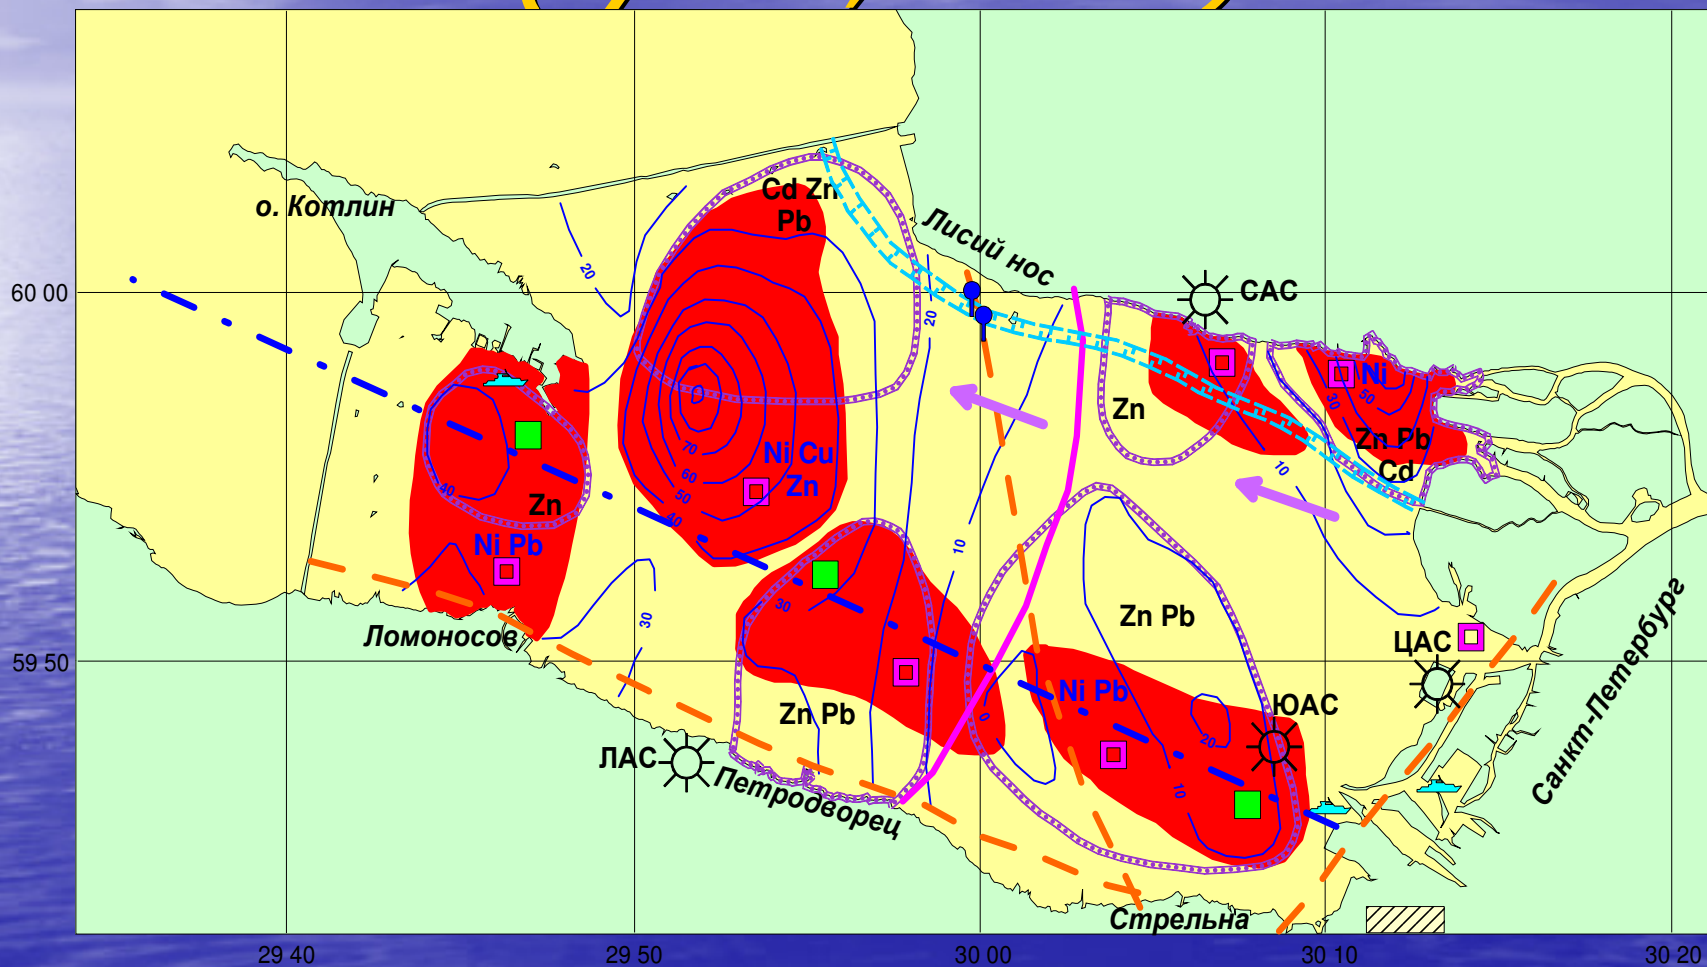 Cd Zn
Pb
о. Котлин
Лисий нос
20
60 00
20
САС
Ni
50
30
Zn
Zn Pb
Cd
10
70
60
50
40
Ni Cu
Zn
40
Zn
Ni Pb
10
30
30
Zn Pb
Ломоносов
ЦАС
59 50
Ni Pb
ЮАС
0
20
Zn Pb
10
ЛАС
Петродворец
Санкт-Петербург
Стрельна
29 40
29 50
30 00
30 10
30 20